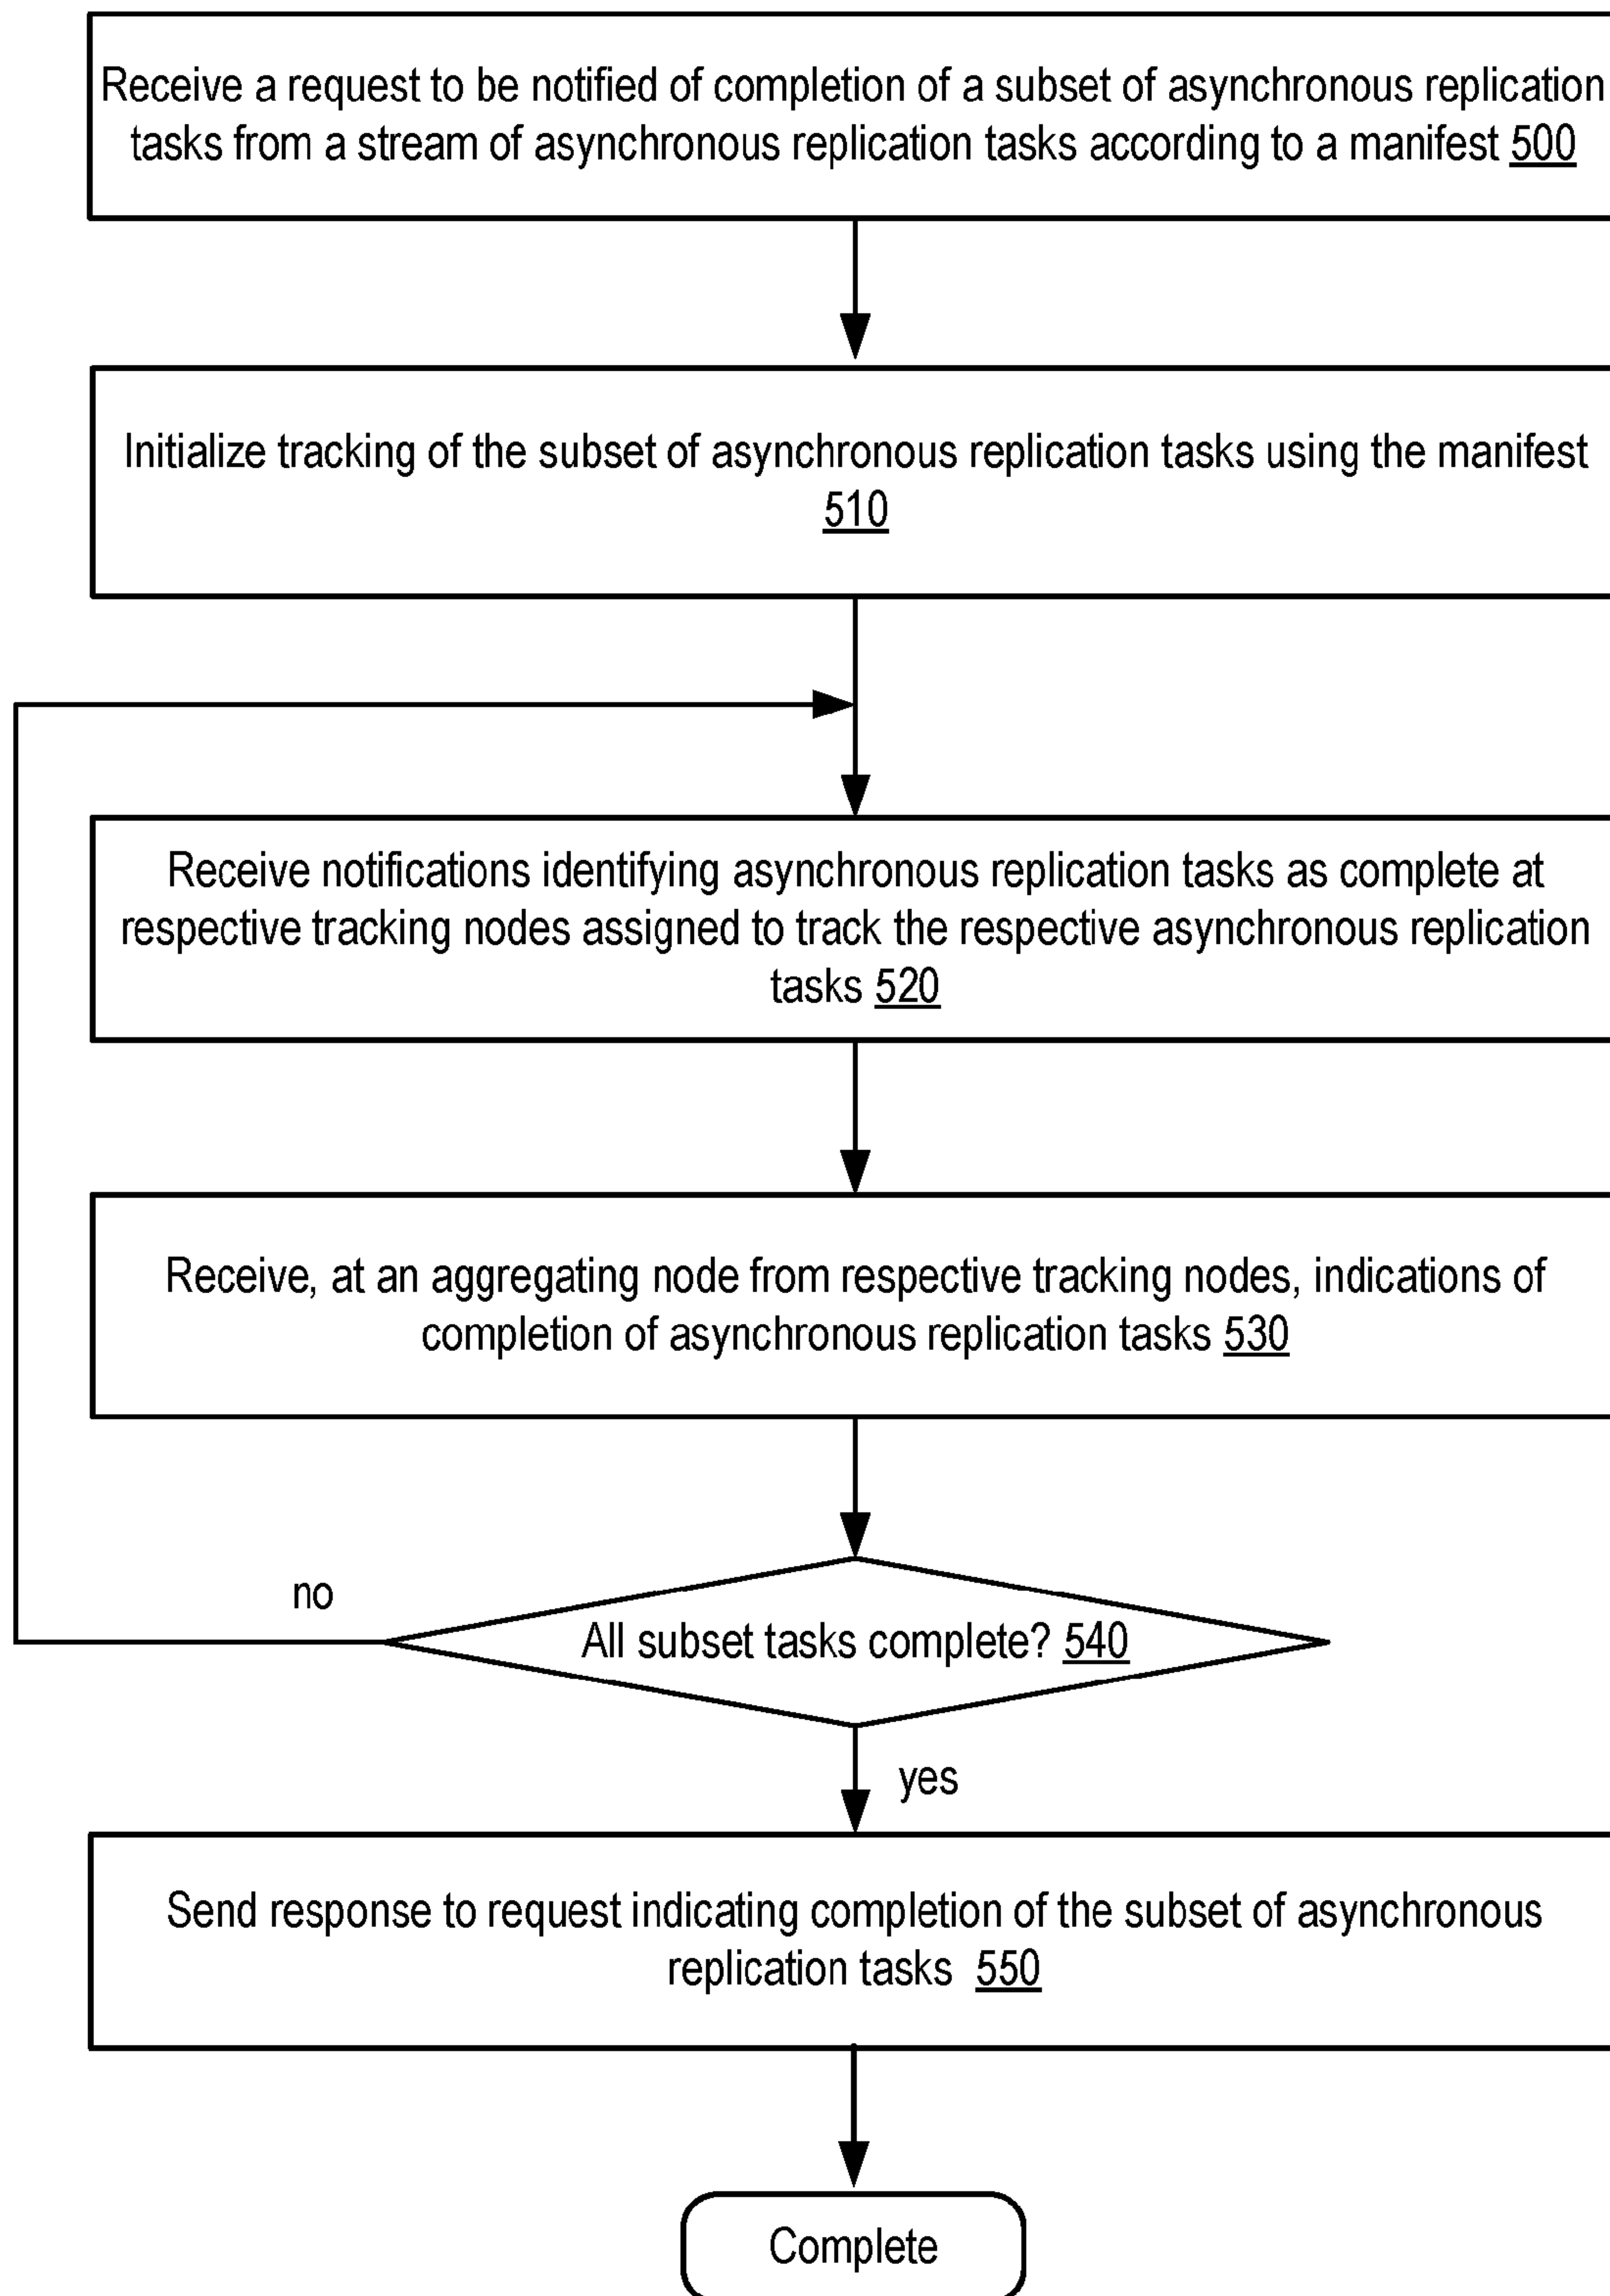 Receive a request to be notified of completion of a subset of asynchronous replication
tasks from a stream of asynchronous replication tasks according to a manifest 500
Initialize tracking of the subset of asynchronous replication tasks using the manifest
510
Receive notifications identifying asynchronous replication tasks as complete at
respective tracking nodes assigned to track the respective asynchronous replication
tasks 520
Receive, at an aggregating node from respective tracking nodes, indications of
completion of asynchronous replication tasks 530
no
All subset tasks complete? 540
yes
Send response to request indicating completion of the subset of asynchronous
replication tasks 550
Complete